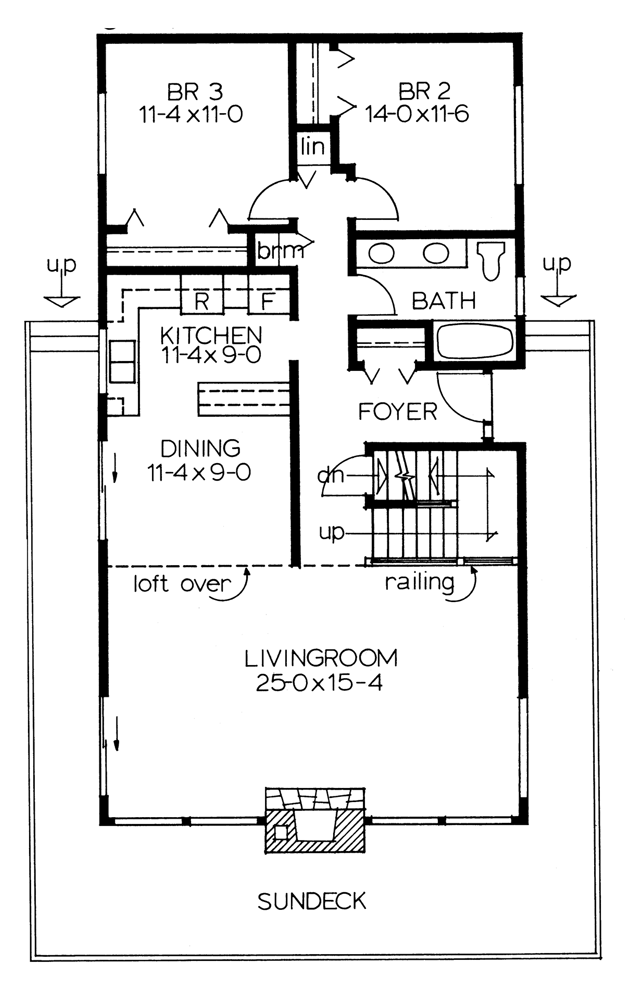 BR 3
11-4 x 11-0
BR 2
14-0 x 11-6
lin
brm
up
up
R
F
BATH
KITCHEN
11-4 x 9-0
FOYER
DINING
11-4 x 9-0
dn
up
loft over
railing
LIVINGROOM
25-0 x 15-4
SUNDECK